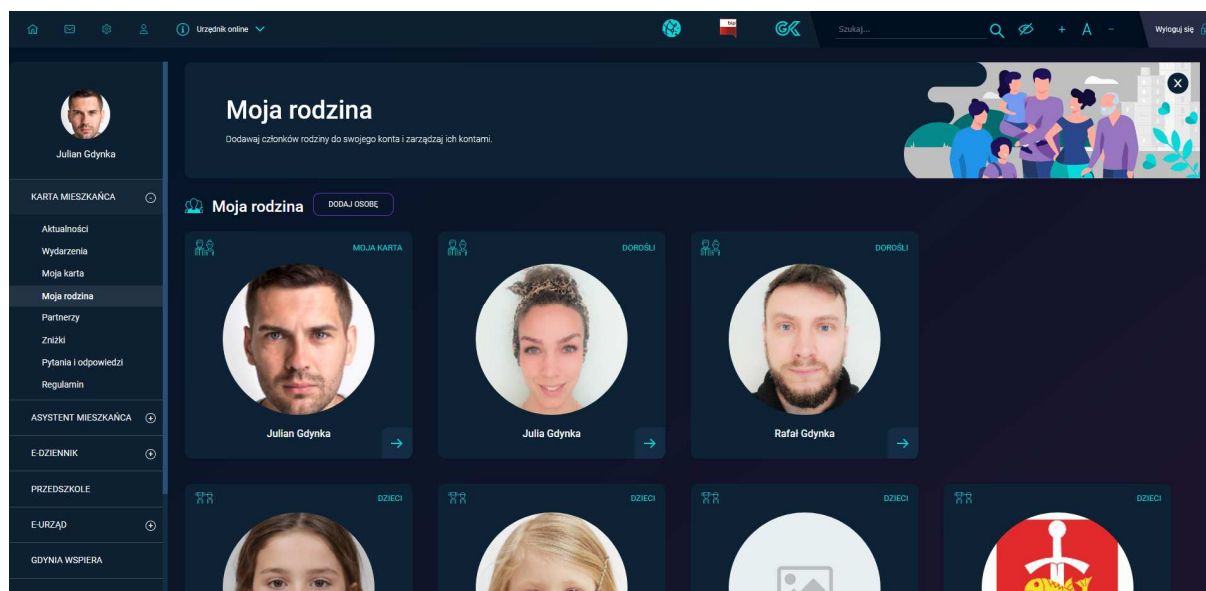 Urzędnik online
bip
GK
Szukaj...
+ A -
Wyloguj się
Julian Gdynka
KARTA MIESZKAŃCA
Aktualności
Wydarzenia
Moja karta
Moja rodzina
Partnerzy
Zniżki
Pytania i odpowiedzi
Regulamin
ASYSTENT MIESZKAŃCA
E-DZIENNIK
PRZEDSZKOLE
E-URZĄD
GDYNIA WSPIERA
Moja rodzina
Dodawaj członków rodziny do swojego konta i zarządzaj ich kontami.
Moja rodzina
DODAJ OSOBĘ
MOJA KARTA
Julian Gdynka
DOROŚLI
Julia Gdynka
DOROŚLI
Rafał Gdynka
DZIECI
DZIECI
DZIECI
DZIECI